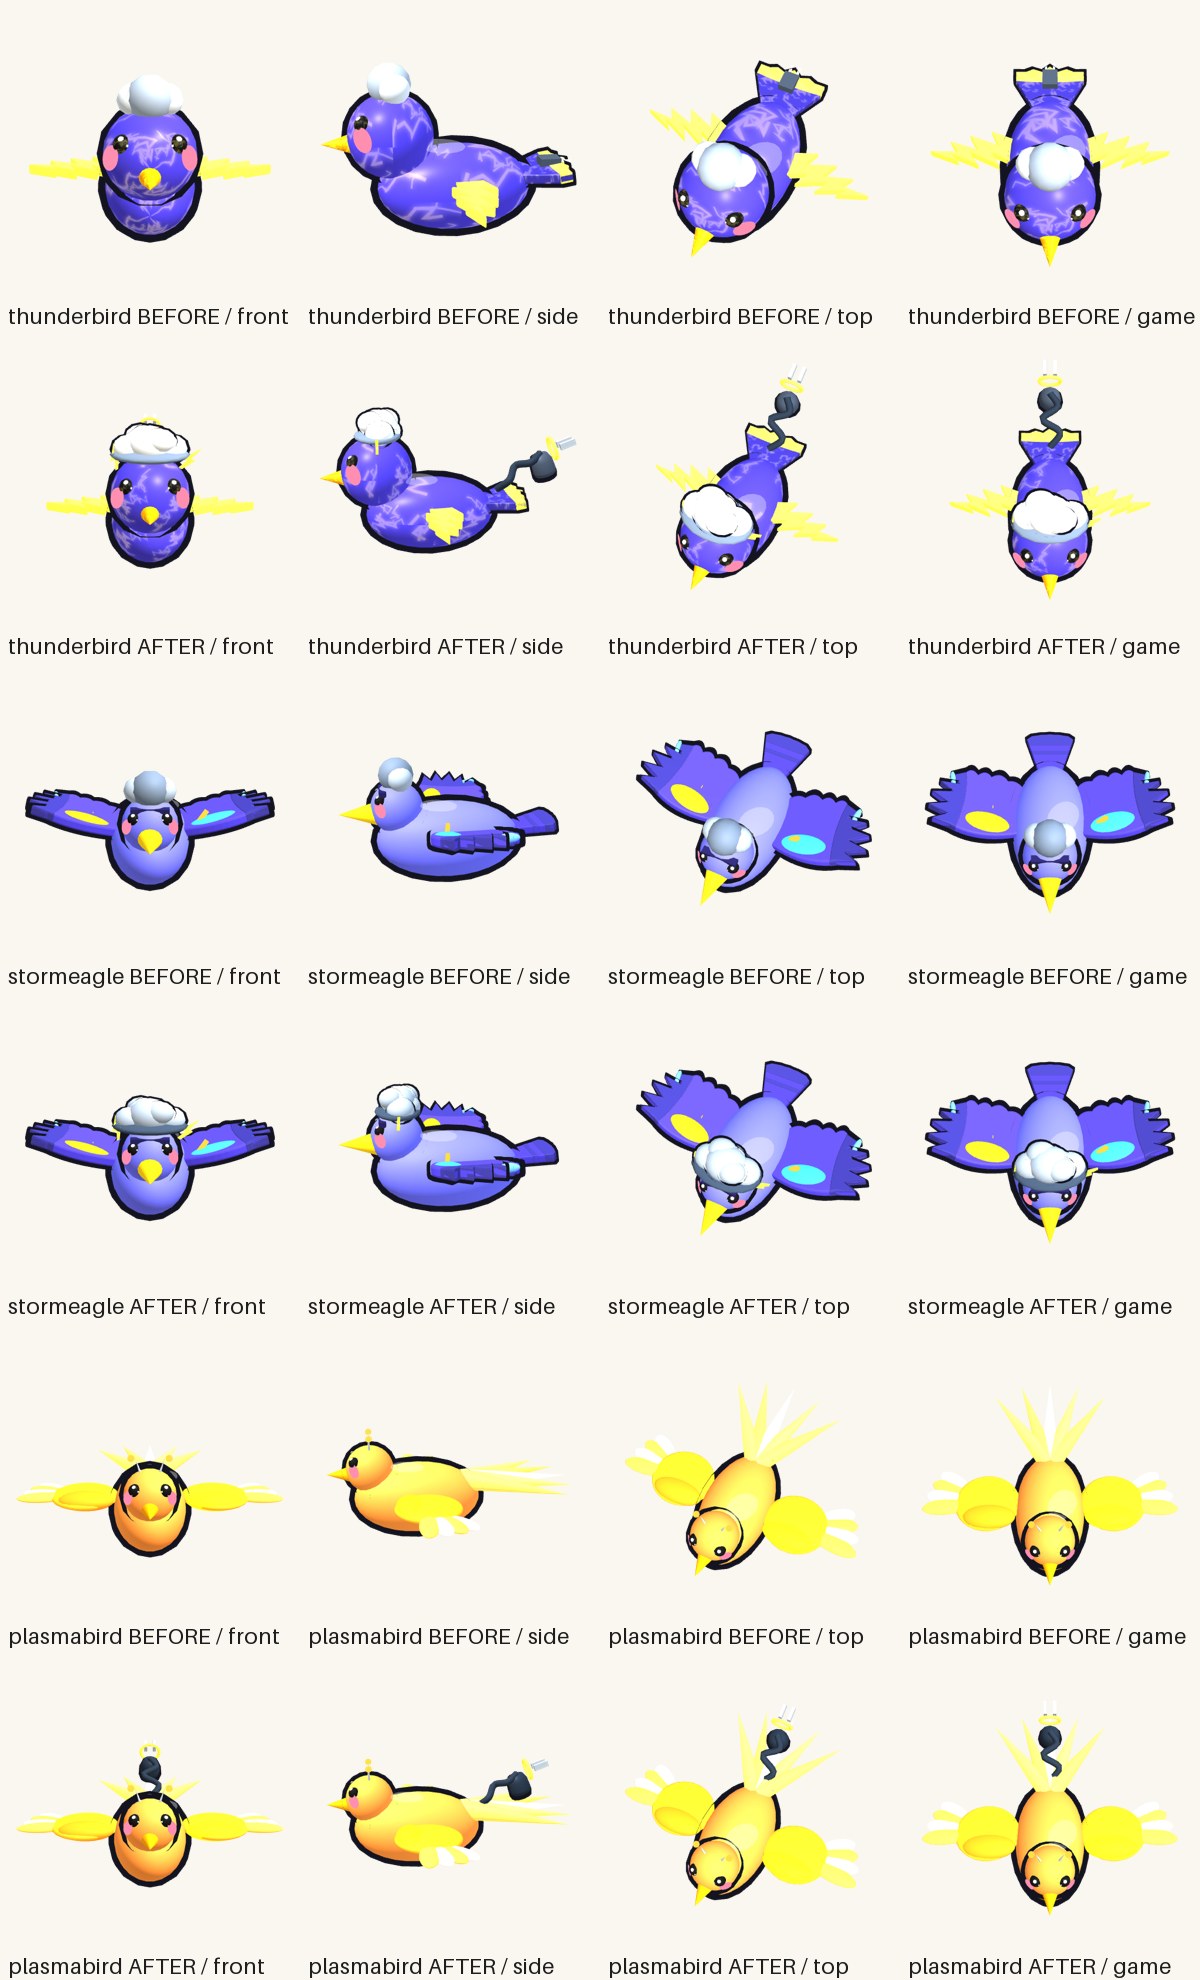 thunderbird BEFORE / front thunderbird BEFORE / side thunderbird BEFORE / top thunderbird BEFORE / game
thunderbird AFTER / front thunderbird AFTER / side thunderbird AFTER / top thunderbird AFTER / game
stormeagle BEFORE / front stormeagle BEFORE / side stormeagle BEFORE / top stormeagle BEFORE / game
stormeagle AFTER / front stormeagle AFTER / side stormeagle AFTER / top stormeagle AFTER / game
plasmabird BEFORE / front plasmabird BEFORE / side plasmabird BEFORE / top plasmabird BEFORE / game
plasmabird AFTER / front plasmabird AFTER / side plasmabird AFTER / top plasmabird AFTER / game